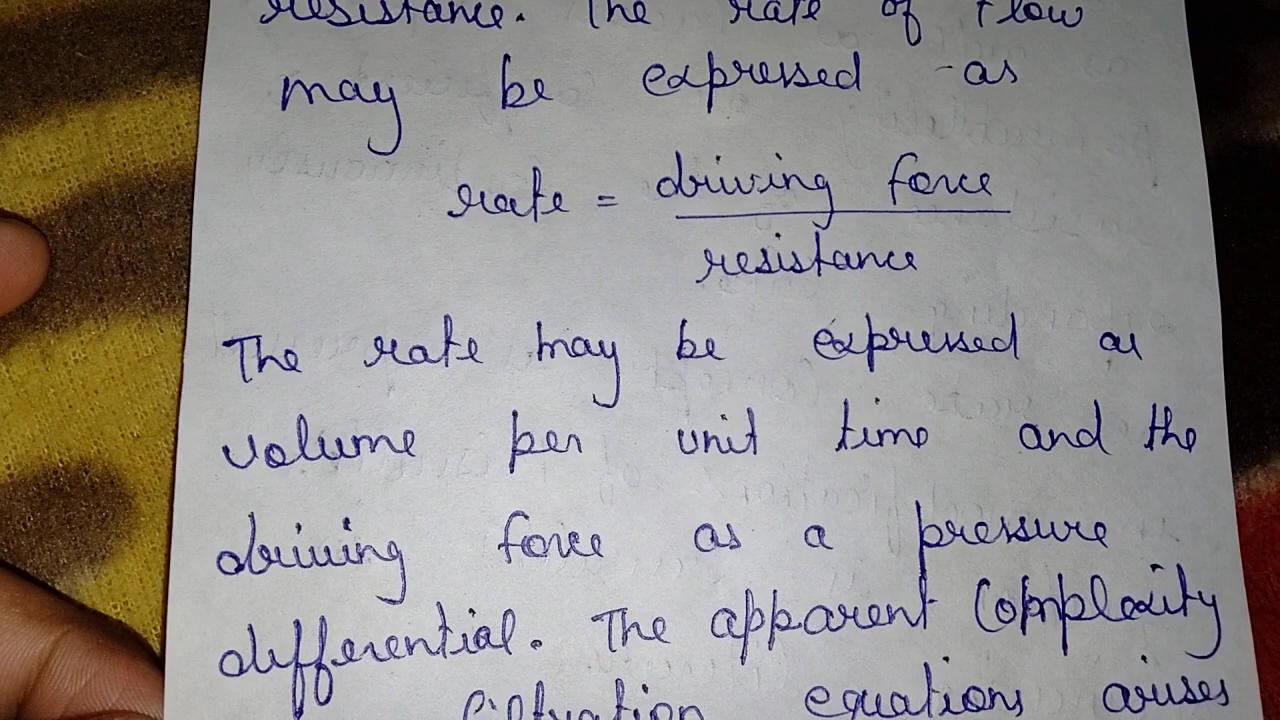 resistance. The rate of flow
may be expressed as
rate = driving force
resistance
The rate may be expressed as
volume per unit time and the
driving force as a pressure
differential. The apparent Complexity
equations arises